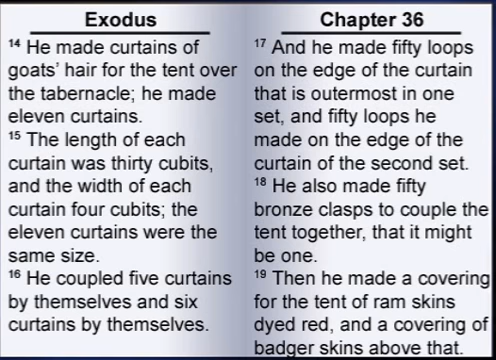 Exodus
¹⁴ He made curtains of
goats' hair for the tent over
the tabernacle; he made
eleven curtains.
¹⁵ The length of each
curtain was thirty cubits,
and the width of each
curtain four cubits; the
eleven curtains were the
same size.
¹⁶ He coupled five curtains
by themselves and six
curtains by themselves.
Chapter 36
¹⁷ And he made fifty loops
on the edge of the curtain
that is outermost in one
set, and fifty loops he
made on the edge of the
curtain of the second set.
¹⁸ He also made fifty
bronze clasps to couple the
tent together, that it might
be one.
¹⁹ Then he made a covering
for the tent of ram skins
dyed red, and a covering of
badger skins above that.